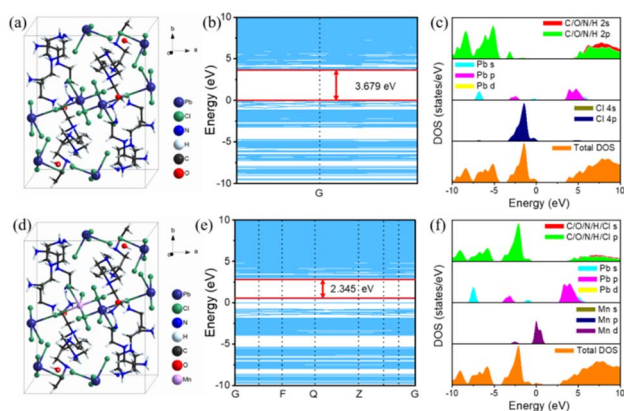 (a)
b
a
c
Pb
Cl
N
H
C
O
(b)
Energy (eV)
10
5
0
-5
-10
3.679 eV
G
(c)
DOS (states/eV)
C/O/N/H 2s
C/O/N/H 2p
Pb s
Pb p
Pb d
Cl 4s
Cl 4p
Total DOS
-10 -5 0 5 10
Energy (eV)
(d)
b
a
c
Pb
Cl
N
H
C
O
Mn
(e)
Energy (eV)
10
5
0
-5
-10
2.345 eV
G F Q Z G
(f)
DOS (states/eV)
C/O/N/H/Cl s
C/O/N/H/Cl p
Pb s
Pb p
Pb d
Mn s
Mn p
Mn d
Total DOS
-10 -5 0 5 10
Energy (eV)